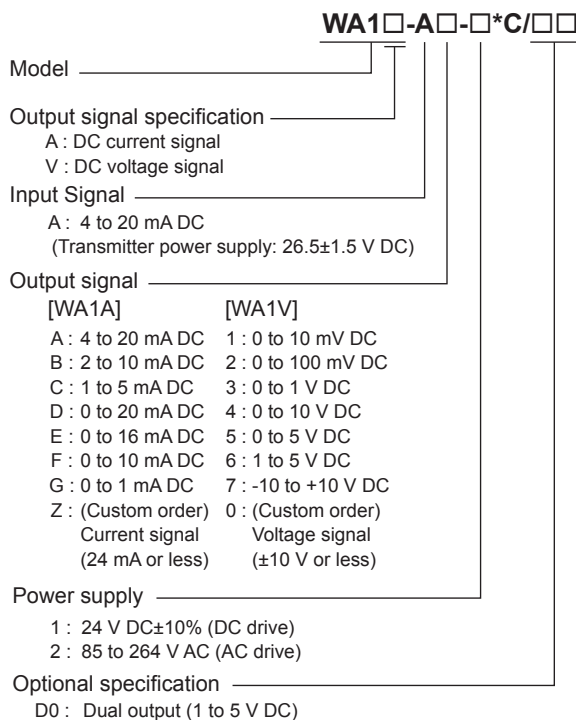 WA1□-A□-□*C/□□
Model
Output signal specification
A : DC current signal
V : DC voltage signal
Input Signal
A : 4 to 20 mA DC
(Transmitter power supply: 26.5±1.5 V DC)
Output signal
[WA1A] [WA1V]
A : 4 to 20 mA DC 1 : 0 to 10 mV DC
B : 2 to 10 mA DC 2 : 0 to 100 mV DC
C : 1 to 5 mA DC 3 : 0 to 1 V DC
D : 0 to 20 mA DC 4 : 0 to 10 V DC
E : 0 to 16 mA DC 5 : 0 to 5 V DC
F : 0 to 10 mA DC 6 : 1 to 5 V DC
G : 0 to 1 mA DC 7 : -10 to +10 V DC
Z : (Custom order) 0 : (Custom order)
Current signal Voltage signal
(24 mA or less) (±10 V or less)
Power supply
1 : 24 V DC±10% (DC drive)
2 : 85 to 264 V AC (AC drive)
Optional specification
D0 : Dual output (1 to 5 V DC)